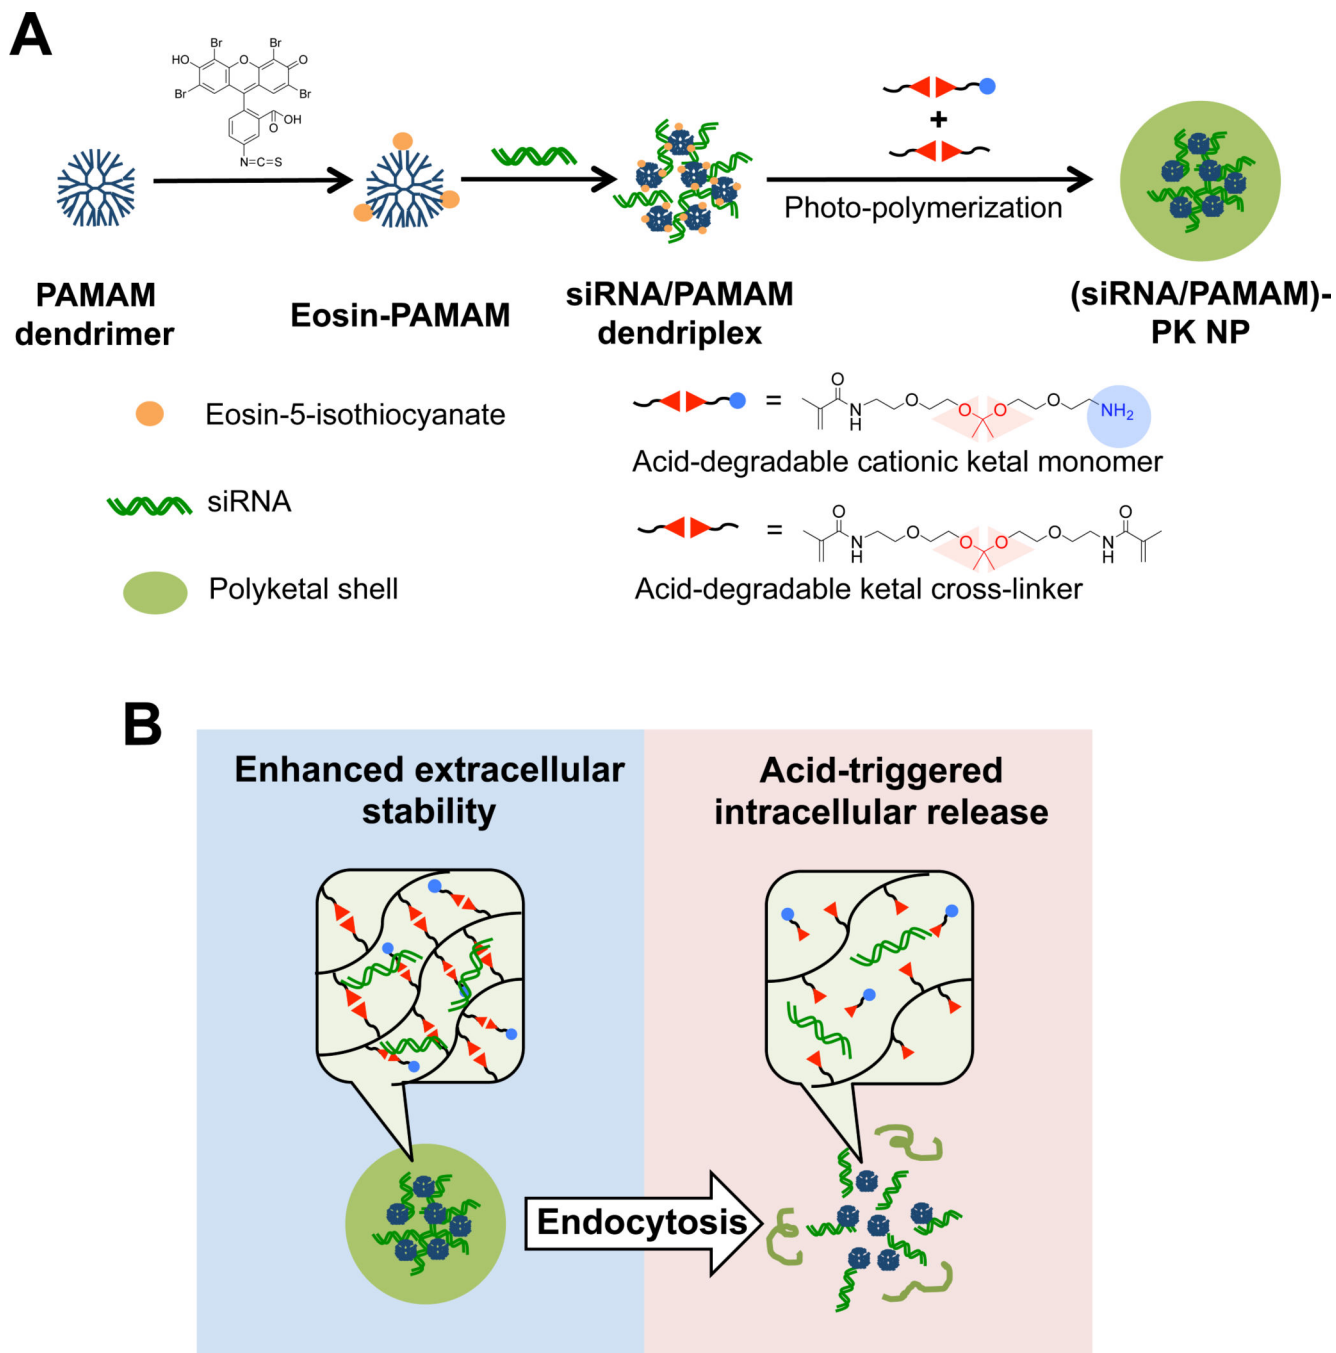 A
Br
Br
HO
O
O
Br
Br
OH
O
N=C=S
+
Photo-polymerization
PAMAM
dendrimer
Eosin-PAMAM
siRNA/PAMAM
dendriplex
(siRNA/PAMAM)-
PK NP
Eosin-5-isothiocyanate
siRNA
Polyketal shell
=
O
N
H
O
O
O
O
NH2
Acid-degradable cationic ketal monomer
=
O
N
H
O
O
O
O
N
H
O
Acid-degradable ketal cross-linker
B
Enhanced extracellular
stability
Acid-triggered
intracellular release
Endocytosis